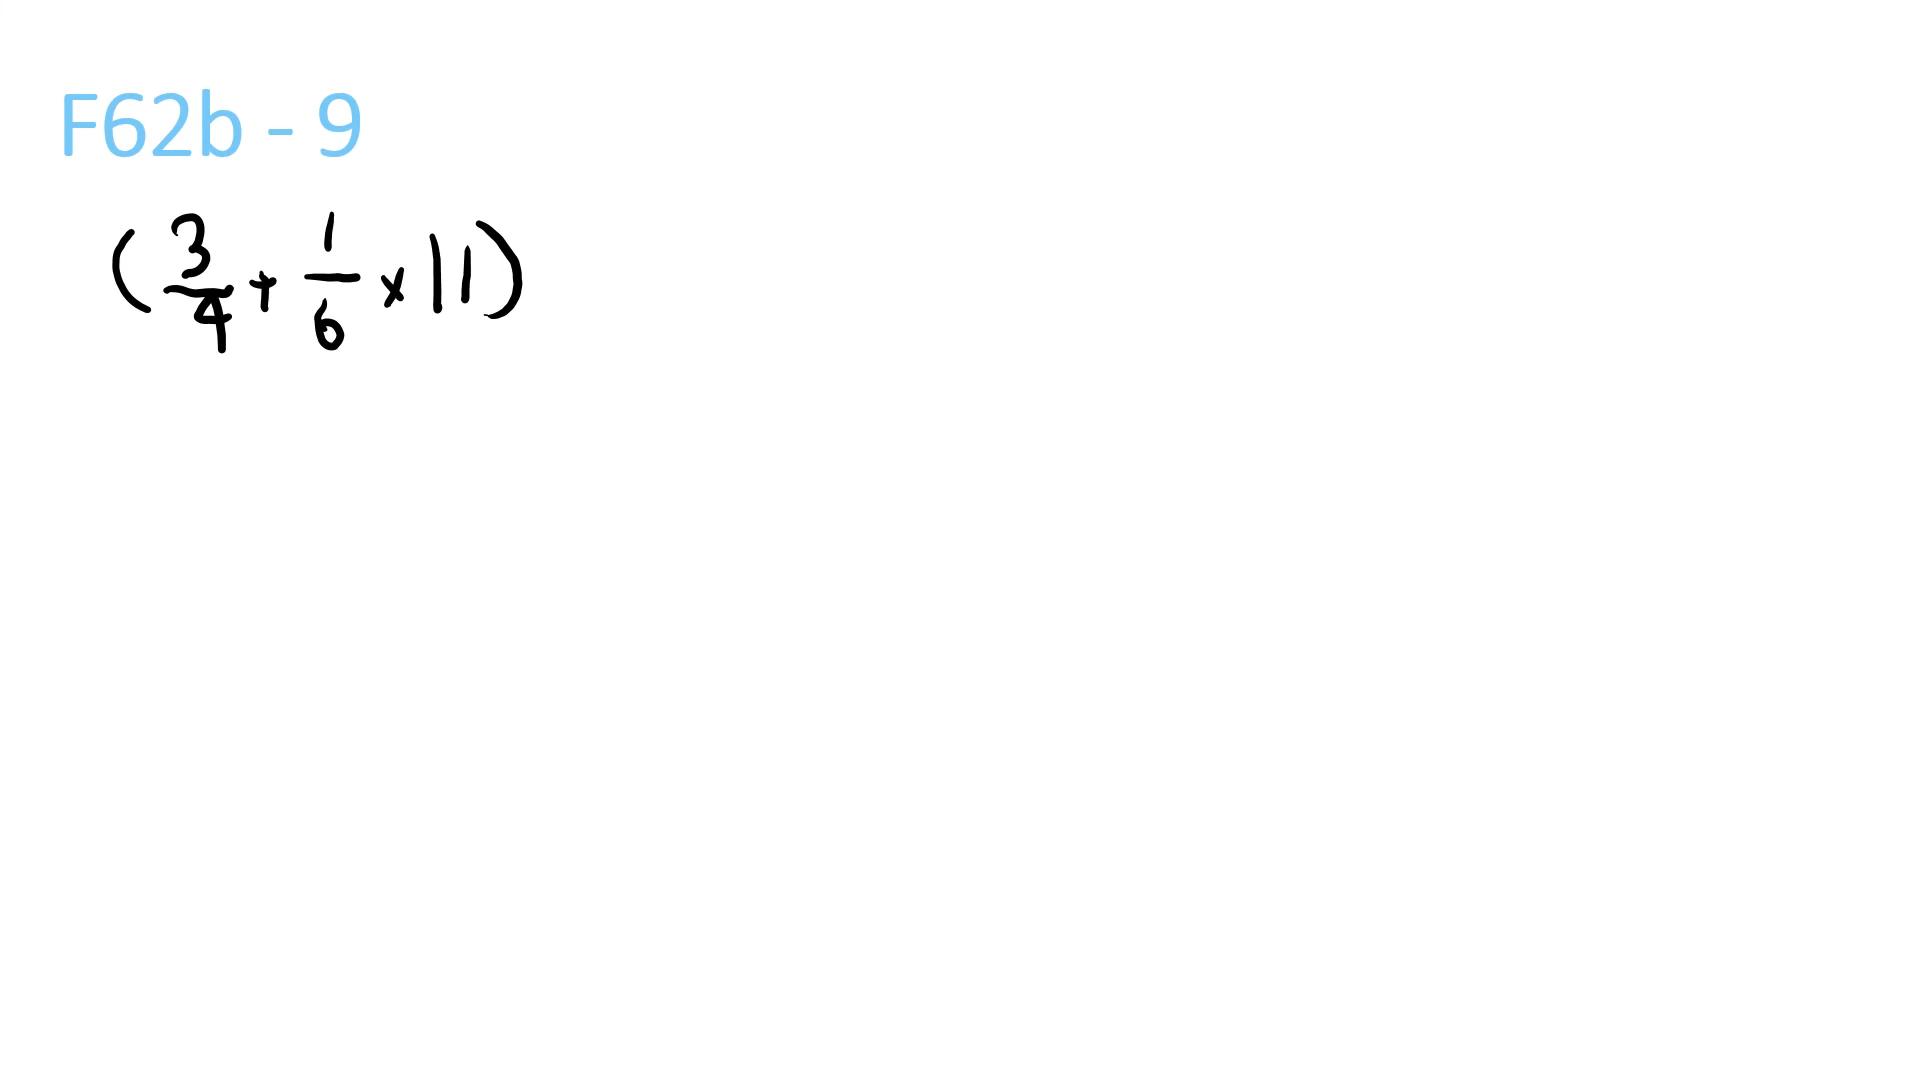 F62b - 9
(3/4 + 1/6 × 11)